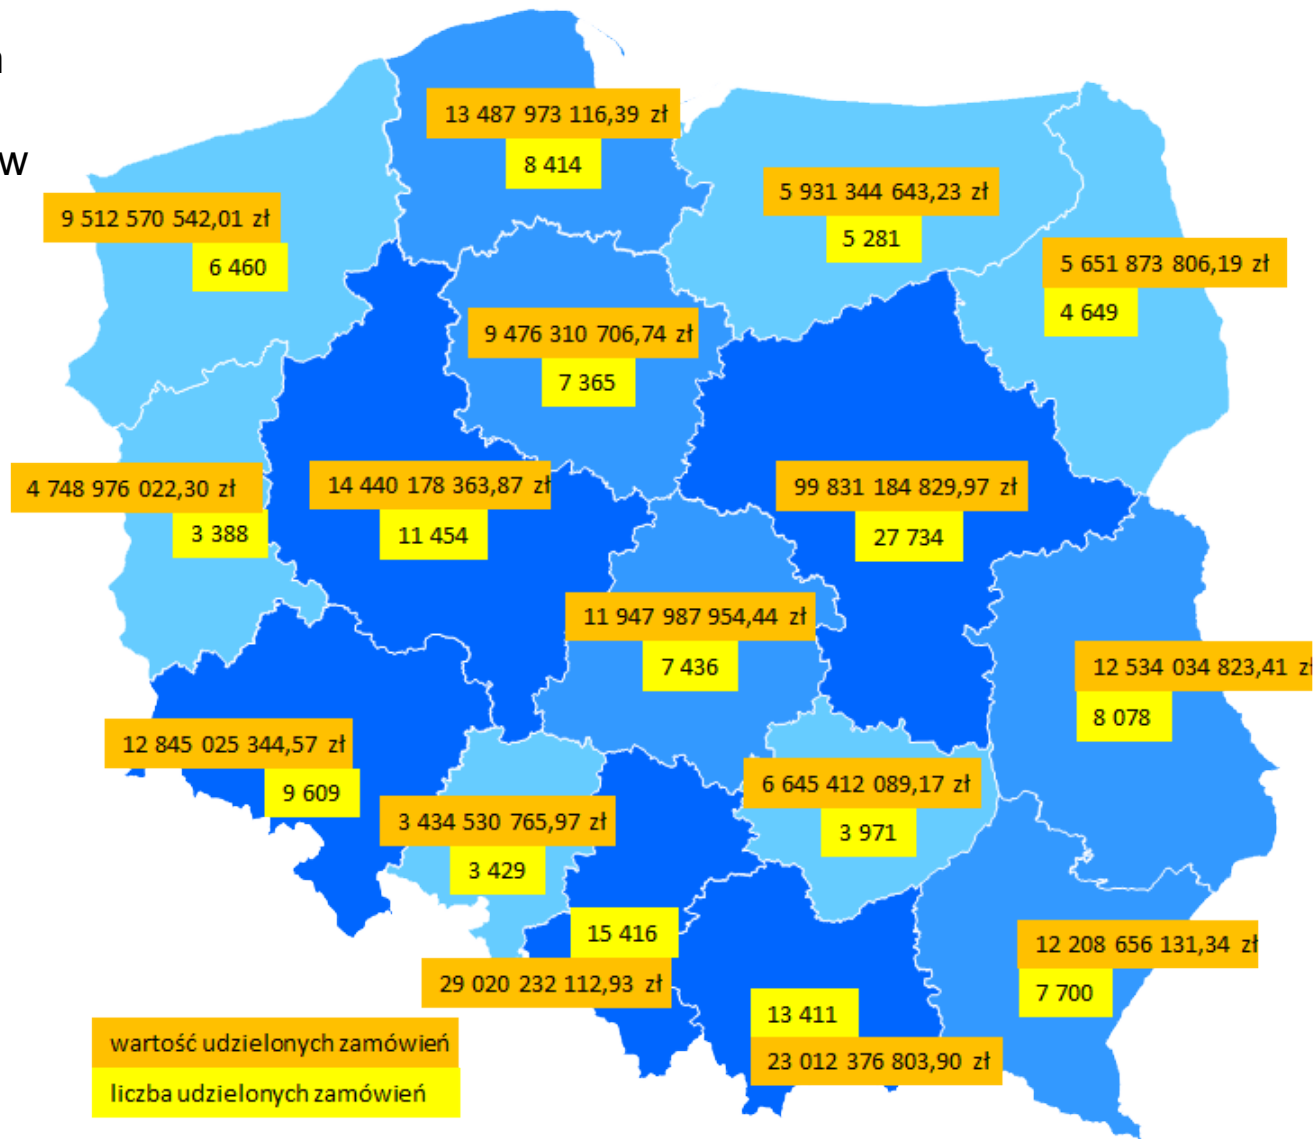 w
13 487 973 116,39 zł
8 414
5 931 344 643,23 zł
5 281
9 512 570 542,01 zł
6 460
5 651 873 806,19 zł
4 649
9 476 310 706,74 zł
7 365
4 748 976 022,30 zł
3 388
14 440 178 363,87 zł
11 454
99 831 184 829,97 zł
27 734
11 947 987 954,44 zł
7 436
12 534 034 823,41 zł
8 078
12 845 025 344,57 zł
9 609
6 645 412 089,17 zł
3 971
3 434 530 765,97 zł
3 429
15 416
29 020 232 112,93 zł
12 208 656 131,34 zł
7 700
13 411
23 012 376 803,90 zł
wartość udzielonych zamówień
liczba udzielonych zamówień